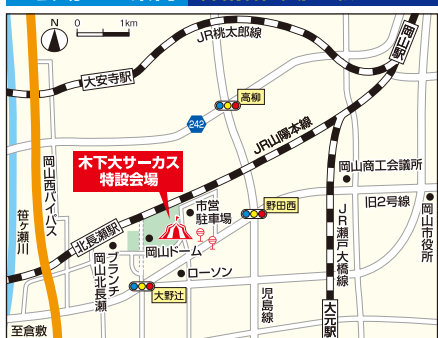 N
0 1km
JR桃太郎線
岡山駅
大安寺駅
高柳
242
JR山陽本線
木下大サーカス
特設会場
岡山商工会議所
岡山西バイパス
笹ヶ瀬川
市営
駐車場
野田西
旧2号線
岡山市役所
北長瀬駅
岡山ドーム
ブランチ
岡山北長瀬
ローソン
JR瀬戸大橋線
大野辻
児島線
大元駅
至倉敷